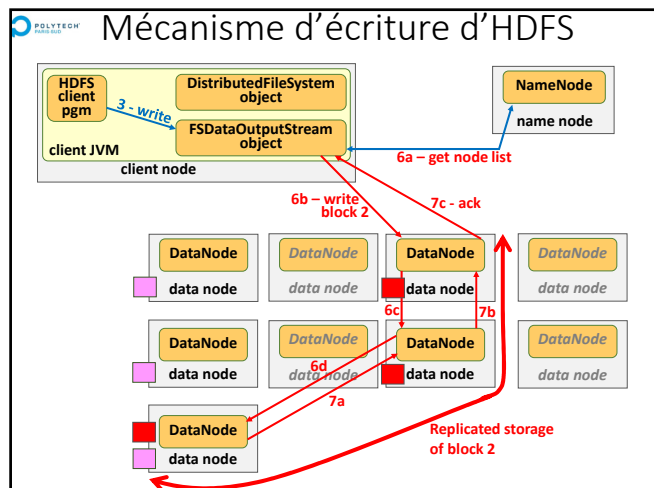 POLYTECH
PARIS-SUD
Mécanisme d'écriture d'HDFS
HDFS
client
pgm
DistributedFileSystem
object
3 - write
FSDataOutputStream
object
client JVM
client node
NameNode
name node
6a – get node list
6b – write
block 2
7c - ack
DataNode
data node
DataNode
data node
DataNode
data node
DataNode
data node
6c
7b
DataNode
data node
DataNode
data node
DataNode
data node
DataNode
data node
6d
7a
DataNode
data node
Replicated storage
of block 2